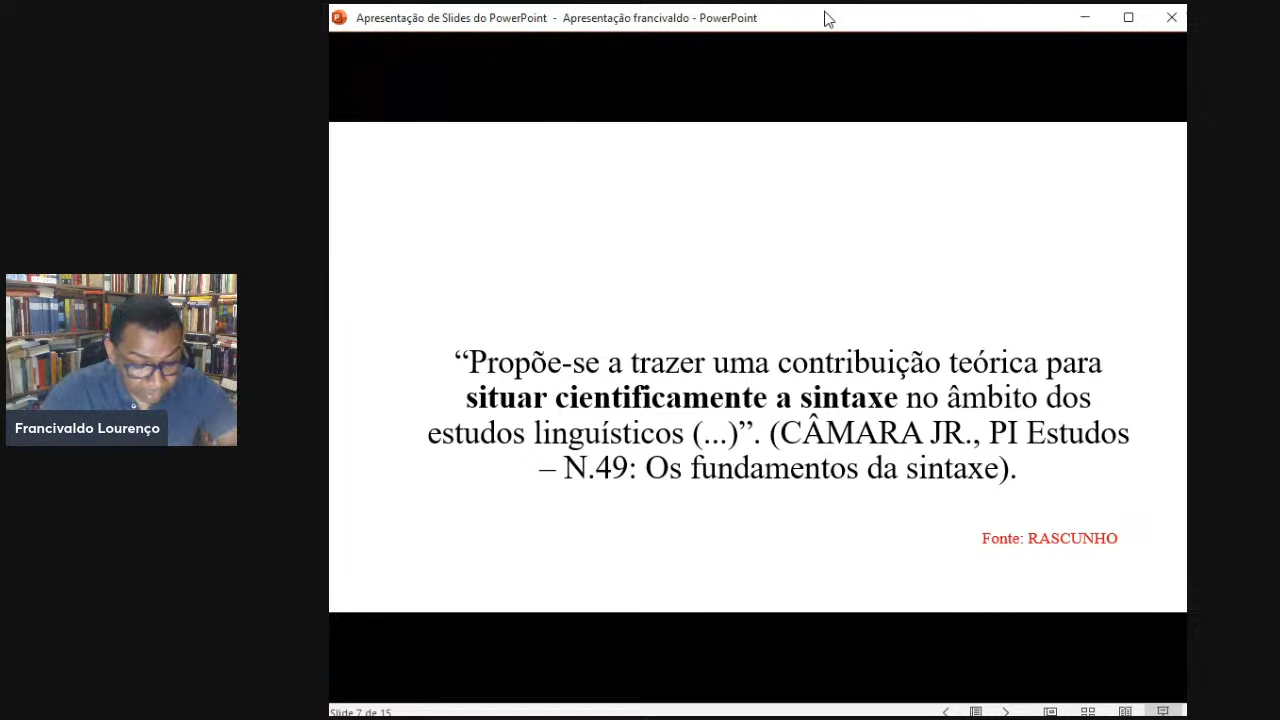 Apresentação de Slides do PowerPoint - Apresentação francivaldo - PowerPoint
“Propõe-se a trazer uma contribuição teórica para
situar cientificamente a sintaxe no âmbito dos
estudos linguísticos (...)”. (CÂMARA JR., PI Estudos
– N.49: Os fundamentos da sintaxe).
Fonte: RASCUNHO
Francivaldo Lourenço
Slide 7 de 15